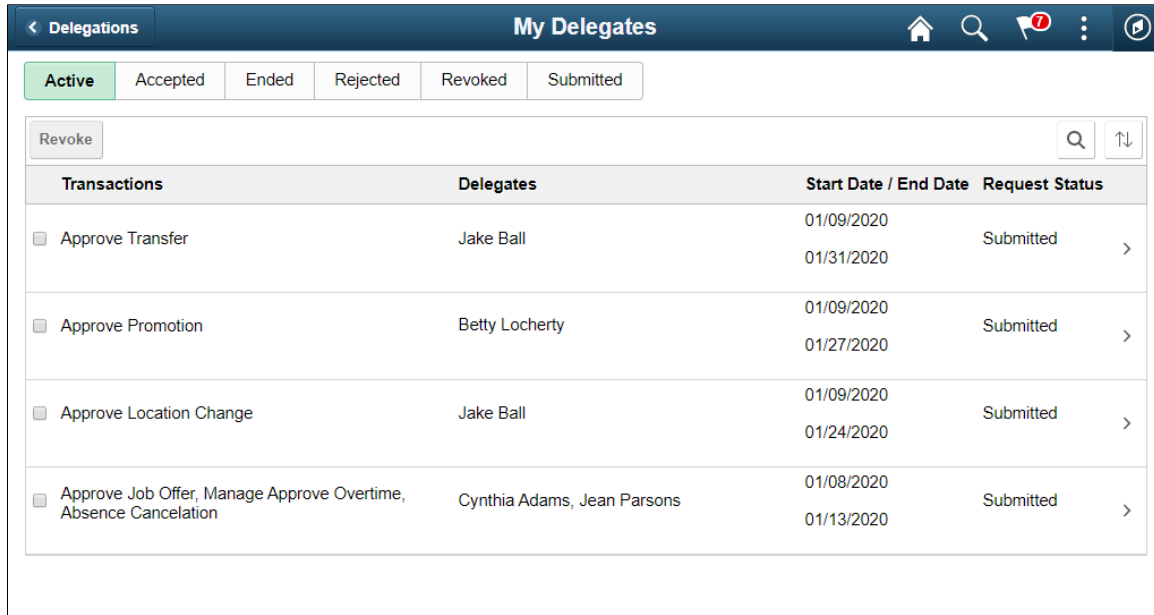 Delegations
My Delegates
7
Active Accepted Ended Rejected Revoked Submitted
Revoke
Transactions Delegates Start Date / End Date Request Status
Approve Transfer Jake Ball 01/09/2020 Submitted
01/31/2020
Approve Promotion Betty Locherty 01/09/2020 Submitted
01/27/2020
Approve Location Change Jake Ball 01/09/2020 Submitted
01/24/2020
Approve Job Offer, Manage Approve Overtime,
Absence Cancelation
Cynthia Adams, Jean Parsons 01/08/2020 Submitted
01/13/2020